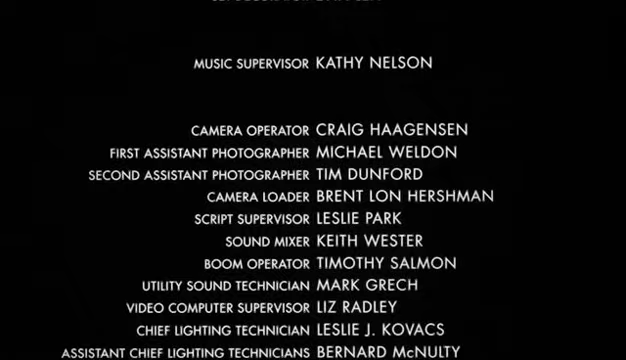 MUSIC SUPERVISOR KATHY NELSON
CAMERA OPERATOR CRAIG HAAGENSEN
FIRST ASSISTANT PHOTOGRAPHER MICHAEL WELDON
SECOND ASSISTANT PHOTOGRAPHER TIM DUNFORD
CAMERA LOADER BRENT LON HERSHMAN
SCRIPT SUPERVISOR LESLIE PARK
SOUND MIXER KEITH WESTER
BOOM OPERATOR TIMOTHY SALMON
UTILITY SOUND TECHNICIAN MARK GRECH
VIDEO COMPUTER SUPERVISOR LIZ RADLEY
CHIEF LIGHTING TECHNICIAN LESLIE J. KOVACS
ASSISTANT CHIEF LIGHTING TECHNICIANS BERNARD McNULTY